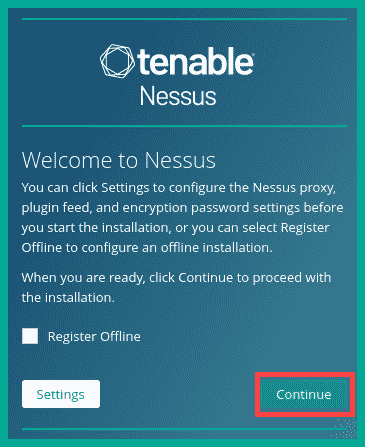 tenable
Nessus
Welcome to Nessus
You can click Settings to configure the Nessus proxy,
plugin feed, and encryption password settings before
you start the installation, or you can select Register
Offline to configure an offline installation.
When you are ready, click Continue to proceed with
the installation.
Register Offline
Settings
Continue